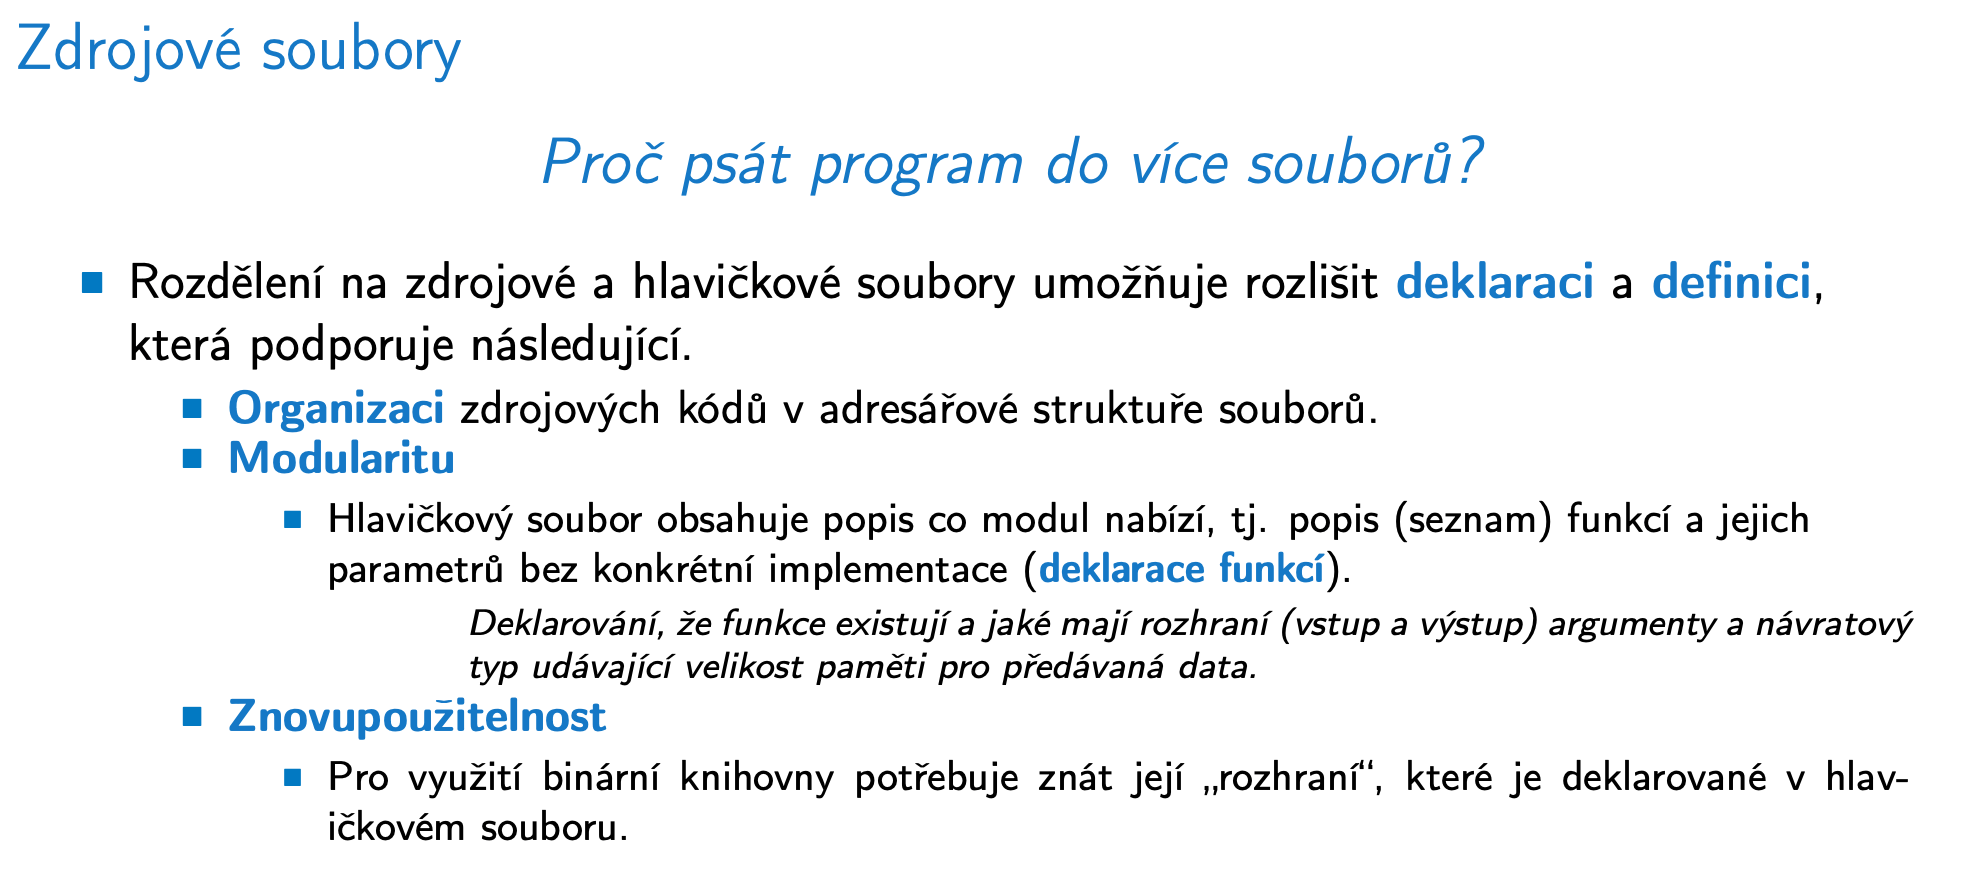 Zdrojové soubory
Proč psát program do více souborů?
Rozdělení na zdrojové a hlavičkové soubory umožňuje rozlišit deklaraci a definici,
která podporuje následující.
Organizaci zdrojových kódů v adresářové struktuře souborů.
Modularitu
Hlavičkový soubor obsahuje popis co modul nabízí, tj. popis (seznam) funkcí a jejich
parametrů bez konkrétní implementace (deklarace funkcí).
Deklarování, že funkce existují a jaké mají rozhraní (vstup a výstup) argumenty a návratový
typ udávající velikost paměti pro předávaná data.
Znovupoužitelnost
Pro využití binární knihovny potřebuje znát její „rozhraní“, které je deklarované v hlav-
ičkovém souboru.